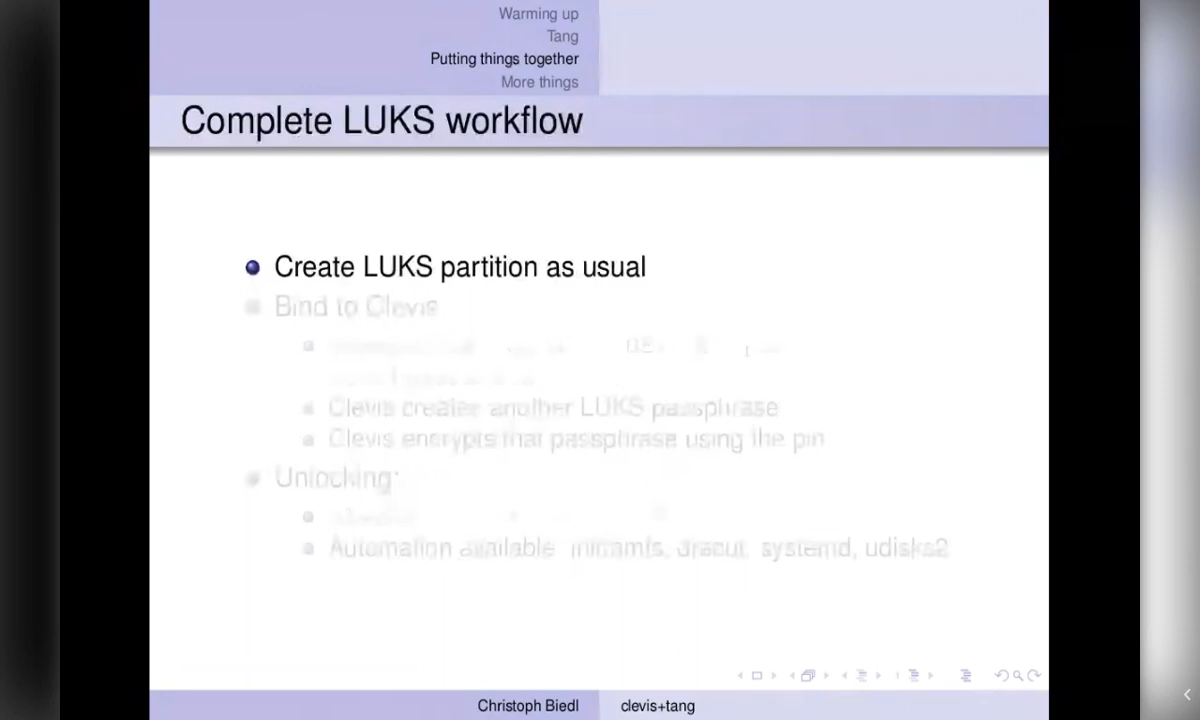 Warming up
Tang
Putting things together
More things
Complete LUKS workflow
Create LUKS partition as usual
Bind to Clevis
Clevis creates another LUKS passphrase
Clevis encrypts that passphrase using the pin
Unlocking:
Automation available initramfs, dracut, systemd, udisks2
Christoph Biedl
clevis+tang